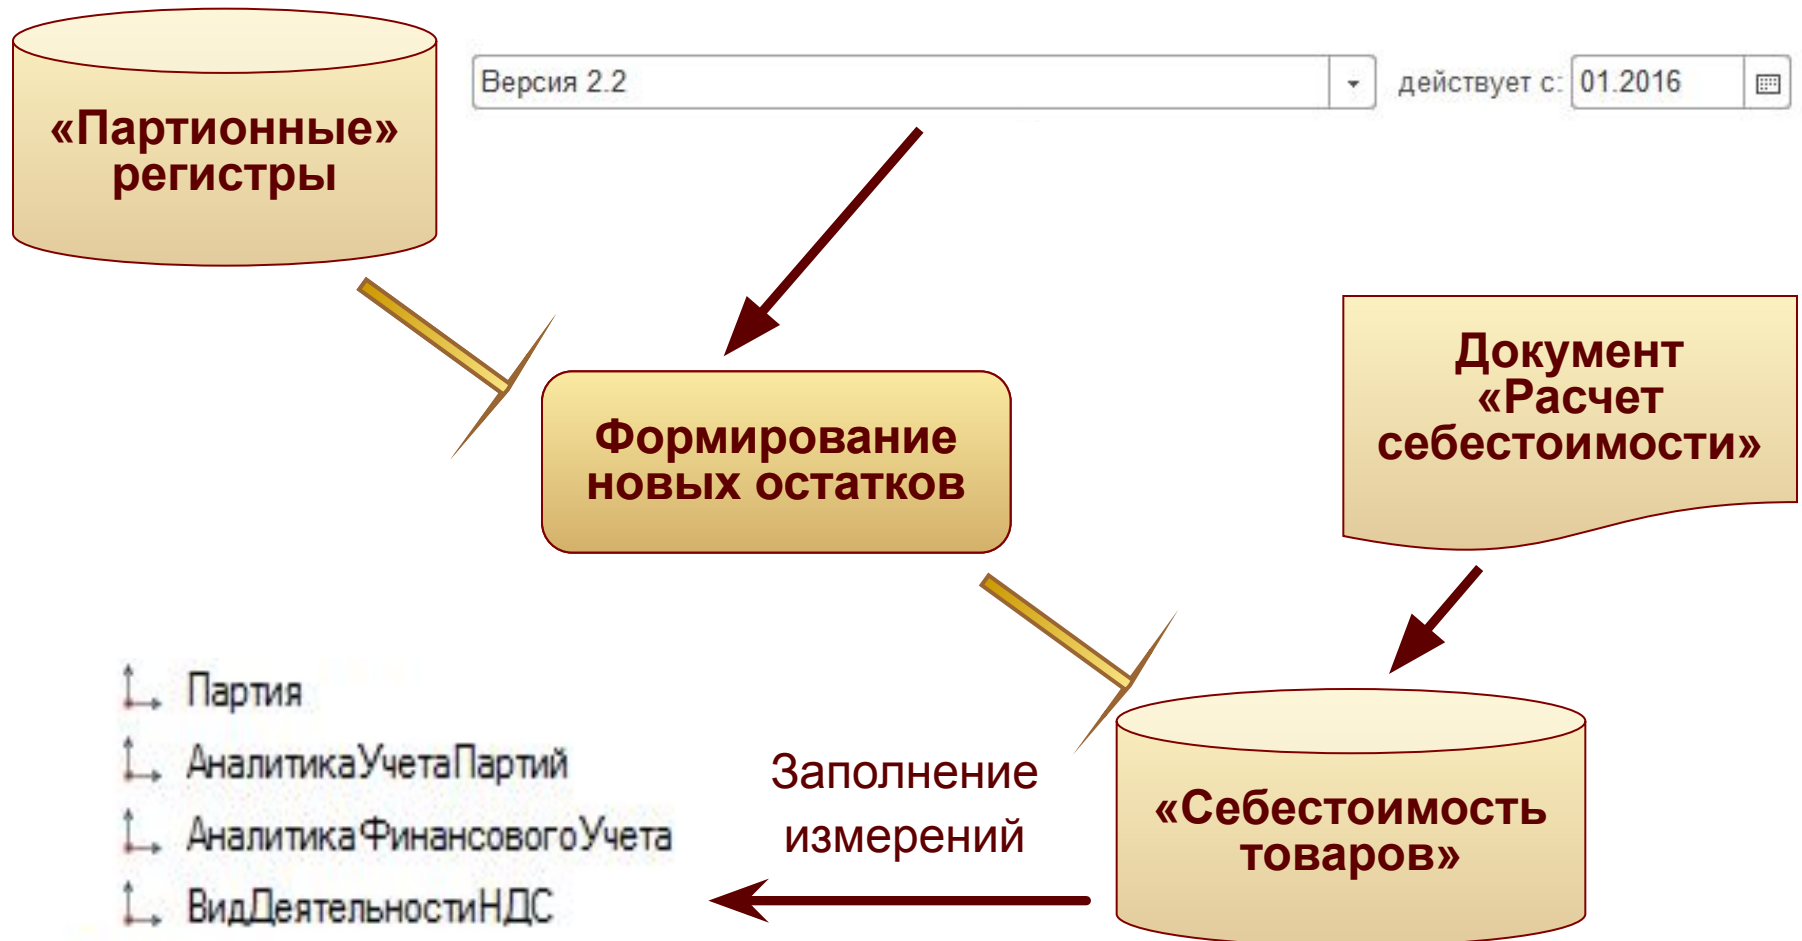 «Партионные»
регистры
Версия 2.2
действует с: 01.2016
Формирование
новых остатков
Документ
«Расчет
себестоимости»
Партия
АналитикаУчетаПартий
АналитикаФинансовогоУчета
ВидДеятельностиНДС
Заполнение
измерений
«Себестоимость
товаров»